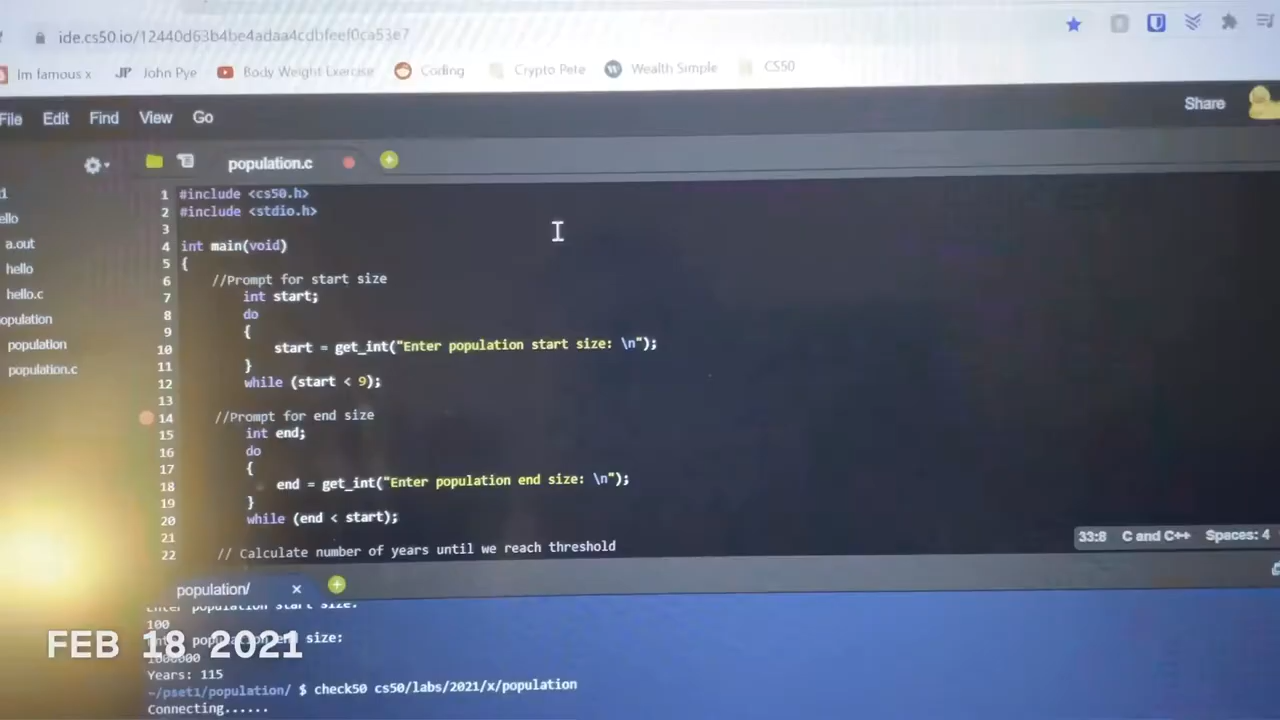 ide.cs50.io/12440d63b4be4adaa4cdbfeef0ca53e7
Im famous x JP John Pye Body Weight Exercise Coding Crypto Pete W Wealth Simple CS50
File Edit Find View Go Share
population.c
1 #include <cs50.h>
2 #include <stdio.h>
3
4 int main(void)
5 {
6 //Prompt for start size
7 int start;
8 do
9 {
10 start = get_int("Enter population start size: \n");
11 }
12 while (start < 9);
13
14 //Prompt for end size
15 int end;
16 do
17 {
18 end = get_int("Enter population end size: \n");
19 }
20 while (end < start);
21
22 // Calculate number of years until we reach threshold
a.out
hello
hello.c
population
population.c
33:8 C and C++ Spaces: 4
population/
Enter population start size:
100
size:
1000000
Years: 115
~/pset1/population/ $ check50 cs50/labs/2021/x/population
Connecting......
FEB 18 2021